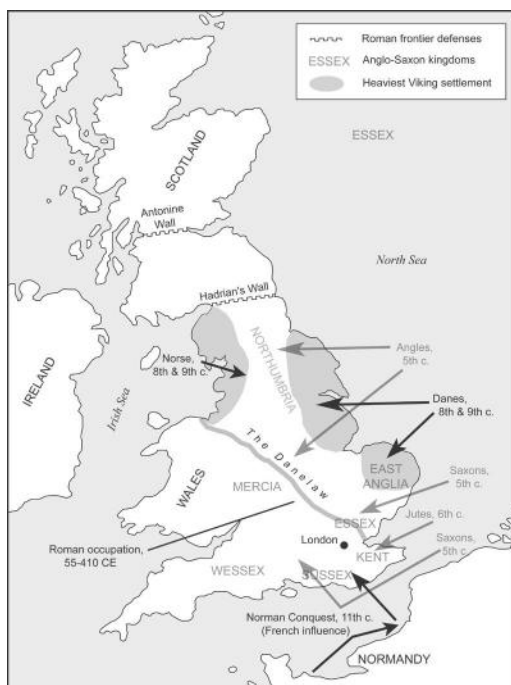 Roman frontier defenses
ESSEX Anglo-Saxon kingdoms
Heaviest Viking settlement
ESSEX
SCOTLAND
Antonine
Wall
North Sea
Hadrian's Wall
NORTHUMBRIA
Angles,
5th c.
Norse,
8th & 9th c.
IRELAND
Irish Sea
Danes,
8th & 9th c.
The Danelaw
EAST
ANGLIA
WALES
MERCIA
Saxons,
5th c.
ESSEX
Jutes, 6th c.
London
KENT
Roman occupation,
55-410 CE
Saxons,
5th c.
WESSEX
SUSSEX
Norman Conquest, 11th c.
(French influence)
NORMANDY